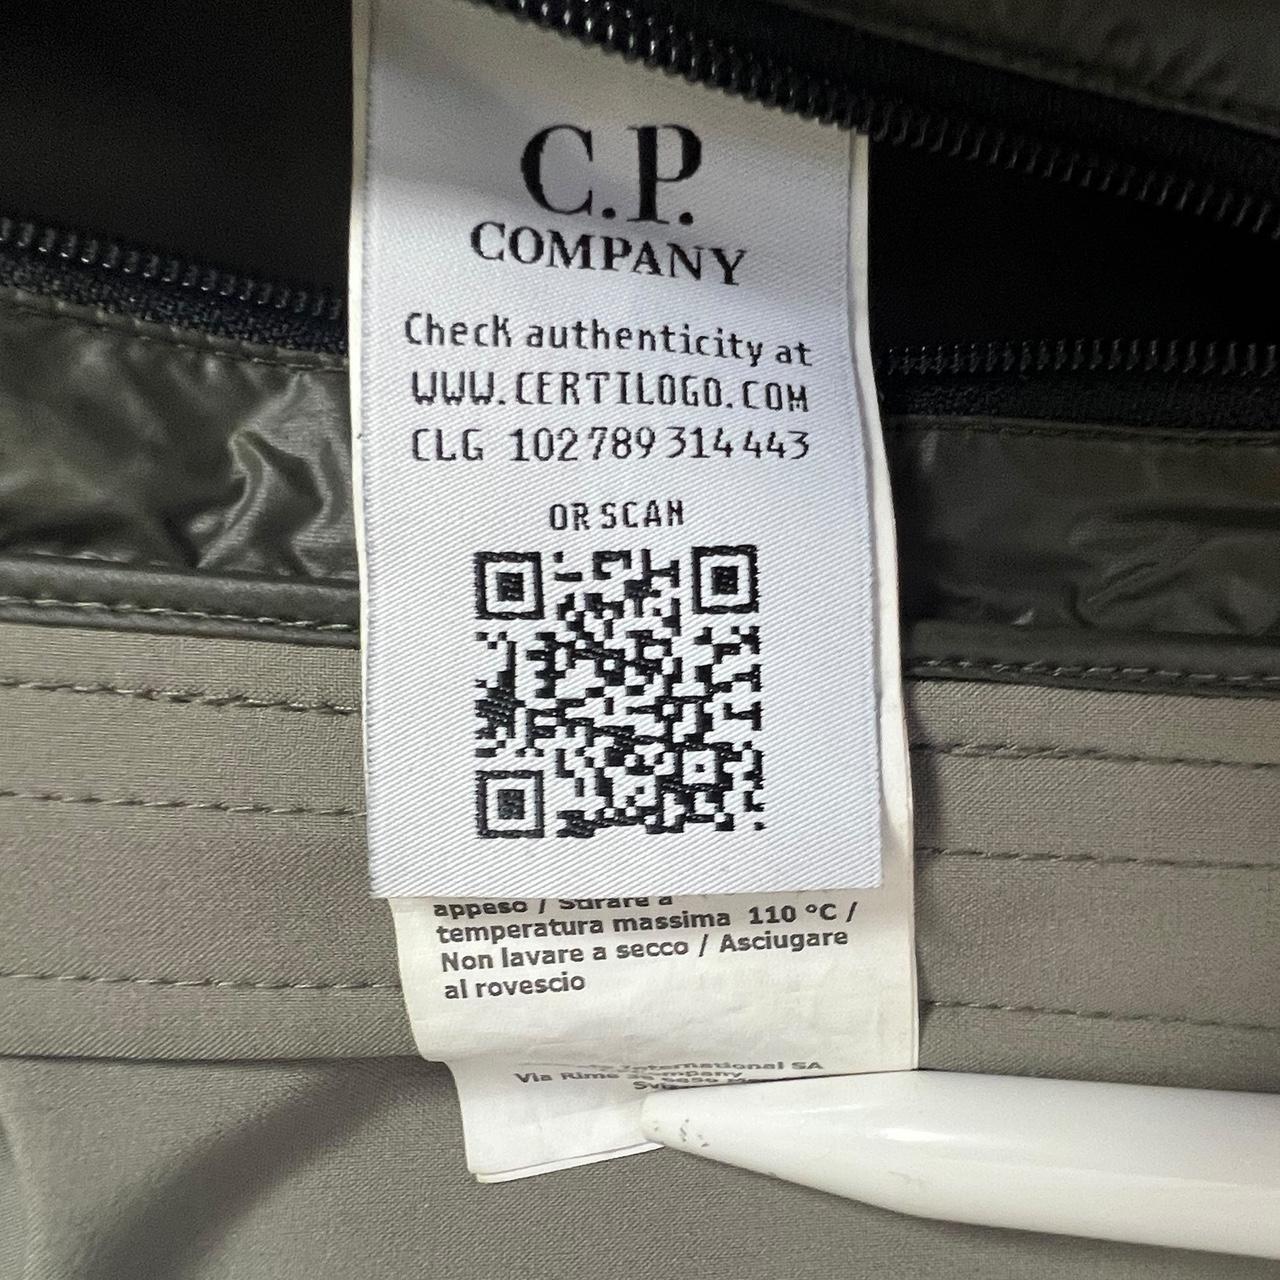 C.P.
COMPANY
Check authenticity at
WWW.CERTILOGO.COM
CLG 102 789 314 443
OR SCAN
appeso / Stirare a
temperatura massima 110 °C /
Non lavare a secco / Asciugare
al rovescio
International SA
Via Rime